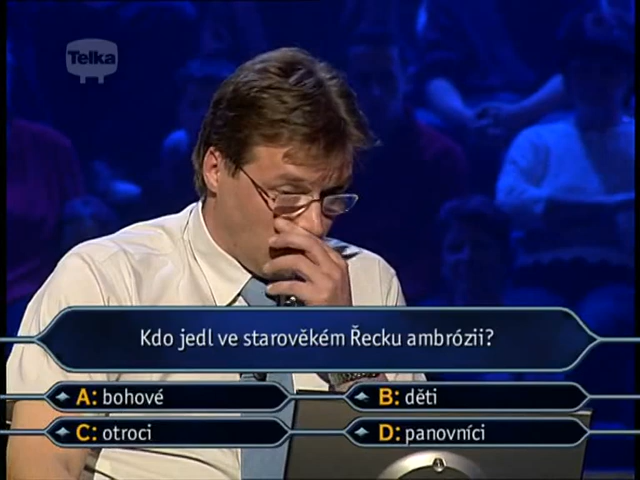 Telka
Kdo jedl ve starověkém Řecku ambrózii?
A: bohové
B: děti
C: otroci
D: panovníci